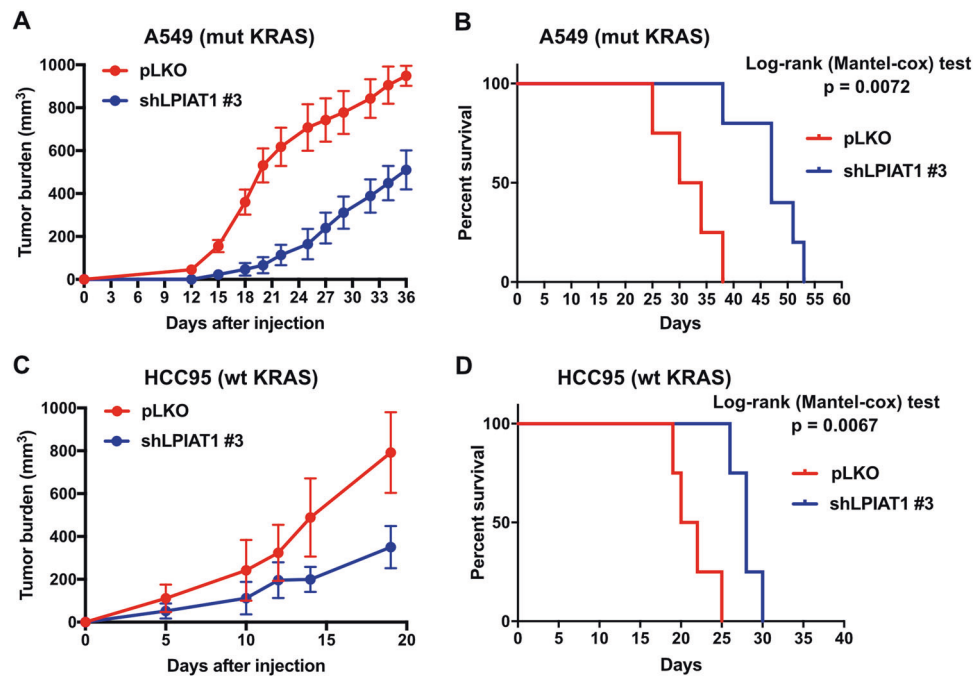 A
A549 (mut KRAS)
Tumor burden (mm³)
1000
800
600
400
200
0
pLKO
shLPIAT1 #3
0 3 6 9 12 15 18 21 24 27 30 33 36
Days after injection
B
A549 (mut KRAS)
Log-rank (Mantel-cox) test
p = 0.0072
Percent survival
100
50
0
pLKO
shLPIAT1 #3
0 5 10 15 20 25 30 35 40 45 50 55 60
Days
C
HCC95 (wt KRAS)
Tumor burden (mm³)
1000
800
600
400
200
0
pLKO
shLPIAT1 #3
0 5 10 15 20
Days after injection
D
HCC95 (wt KRAS)
Log-rank (Mantel-cox) test
p = 0.0067
Percent survival
100
50
0
pLKO
shLPIAT1 #3
0 5 10 15 20 25 30 35 40
Days